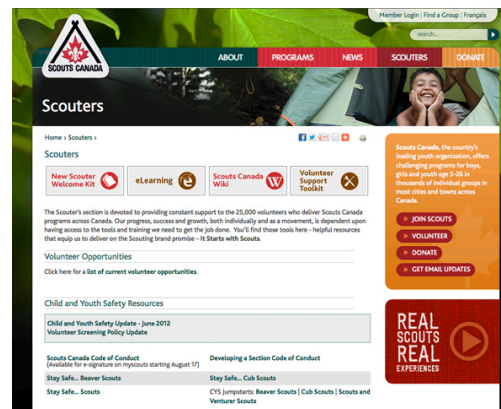 Member Login | Find a Group | Français
search...
SCOUTS CANADA
ABOUT
PROGRAMS
NEWS
SCOUTERS
DONATE
Scouters
Home › Scouters ›
Scouters
New Scouter
Welcome Kit
eLearning
Scouts Canada
Wiki
Volunteer
Support
Toolkit
The Scouter's section is devoted to providing constant support to the 25,000 volunteers who deliver Scouts Canada
programs across Canada. Our progress, success and growth, both individually and as a movement, is dependent upon
having access to the tools and training we need to get the job done. You'll find those tools here - helpful resources
that equip us to deliver on the Scouting brand promise – It Starts with Scouts.
Volunteer Opportunities
Click here for a list of current volunteer opportunities.
Child and Youth Safety Resources
Child and Youth Safety Update - June 2012
Volunteer Screening Policy Update
Scouts Canada Code of Conduct
(Available for e-signature on myscouts starting August 17)
Developing a Section Code of Conduct
Stay Safe... Beaver Scouts
Stay Safe... Cub Scouts
Stay Safe... Scouts
CYS Jumpstarts: Beaver Scouts | Cub Scouts | Scouts and
Venturer Scouts
Scouts Canada, the country's
leading youth organization, offers
challenging programs for boys,
girls and youth age 5-26 in
thousands of individual groups in
most cities and towns across
Canada.
JOIN SCOUTS
VOLUNTEER
DONATE
GET EMAIL UPDATES
REAL
SCOUTS
REAL
EXPERIENCES